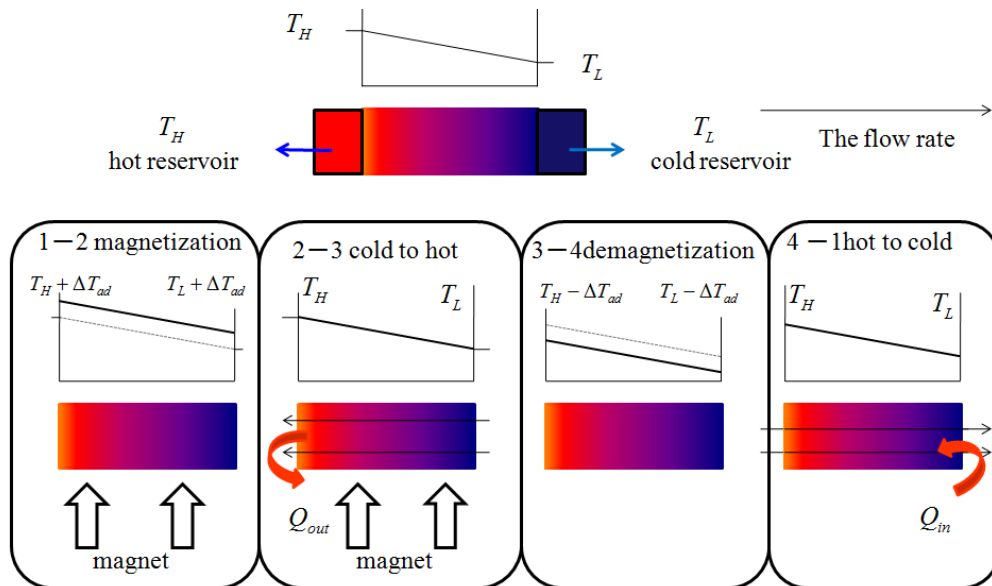 T_H
T_L
T_H
hot reservoir
T_L
cold reservoir
The flow rate
1－2 magnetization
T_H + ΔT_ad
T_L + ΔT_ad
magnet
2－3 cold to hot
T_H
T_L
Q_out
magnet
3－4demagnetization
T_H − ΔT_ad
T_L − ΔT_ad
4 －1hot to cold
T_H
T_L
Q_in